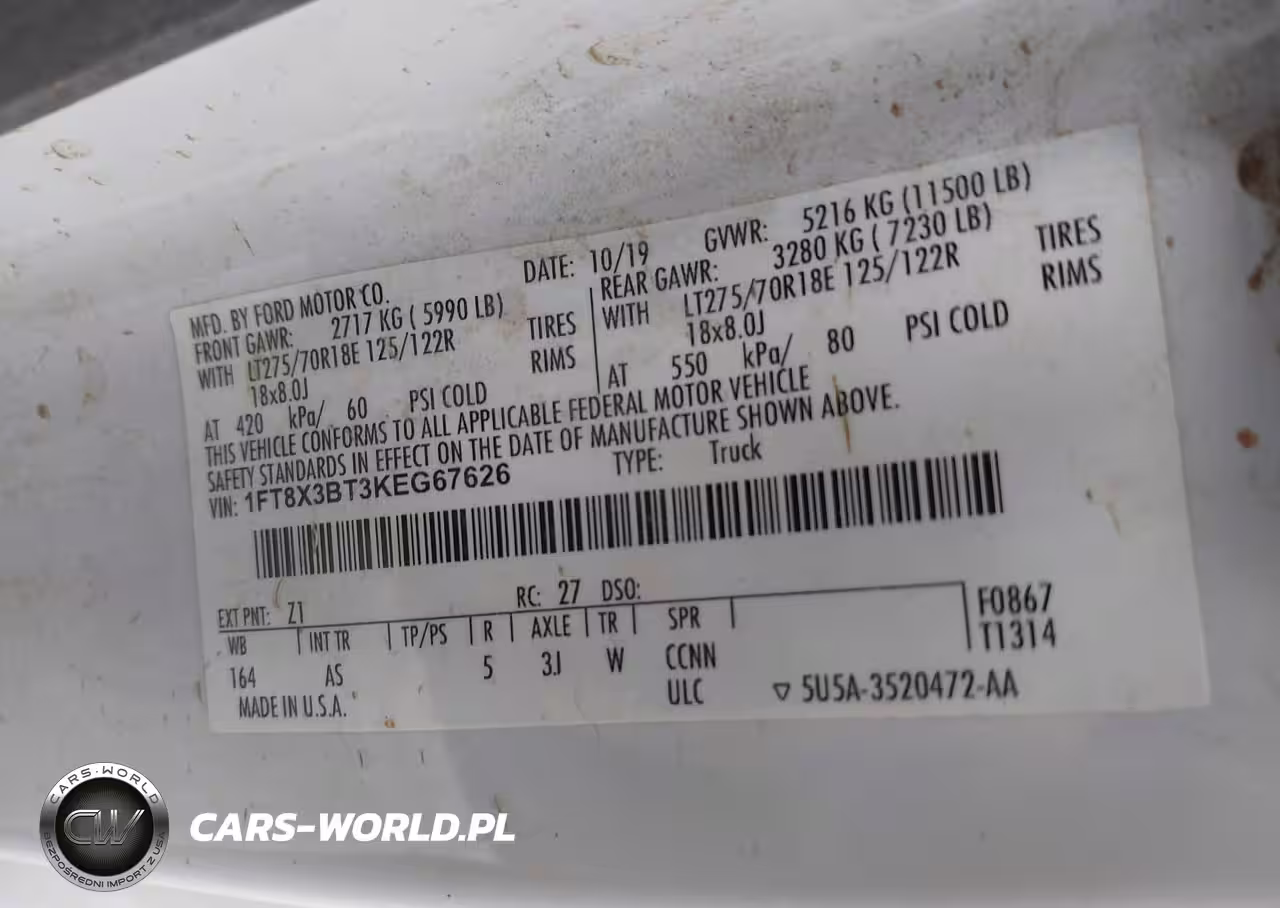 MFD. BY FORD MOTOR CO.
DATE: 10/19
GVWR: 5216 KG (11500 LB)
FRONT GAWR: 2717 KG ( 5990 LB)
REAR GAWR: 3280 KG ( 7230 LB)
WITH LT275/70R18E 125/122R TIRES
WITH LT275/70R18E 125/122R TIRES
18x8.0J RIMS
18x8.0J RIMS
AT 420 kPa/ 60 PSI COLD
AT 550 kPa/ 80 PSI COLD
THIS VEHICLE CONFORMS TO ALL APPLICABLE FEDERAL MOTOR VEHICLE
SAFETY STANDARDS IN EFFECT ON THE DATE OF MANUFACTURE SHOWN ABOVE.
VIN: 1FT8X3BT3KEG67626
TYPE: Truck
EXT PNT: Z1 RC: 27 DSO:
WB INT TR TP/PS R AXLE TR SPR
F0867
T1314
164 AS 5 3J W CCNN
MADE IN U.S.A. ULC 5U5A-3520472-AA
CARS-WORLD
CW
BEZPOŚREDNI IMPORT Z USA
CARS-WORLD.PL